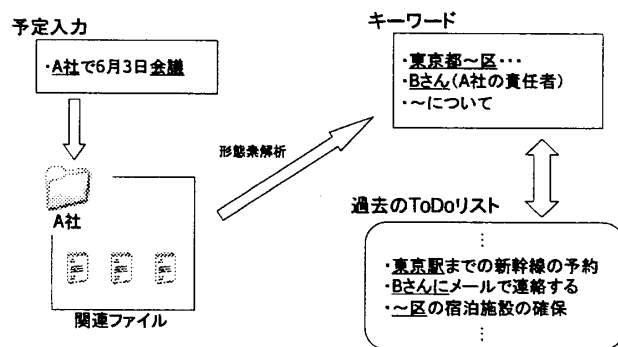 予定入力
・A社で6月3日会議
A社
関連ファイル
形態素解析
キーワード
・東京都～区・・・
・Bさん(A社の責任者)
・～について
過去のToDoリスト
⋮
・東京駅までの新幹線の予約
・Bさんにメールで連絡する
・～区の宿泊施設の確保
⋮